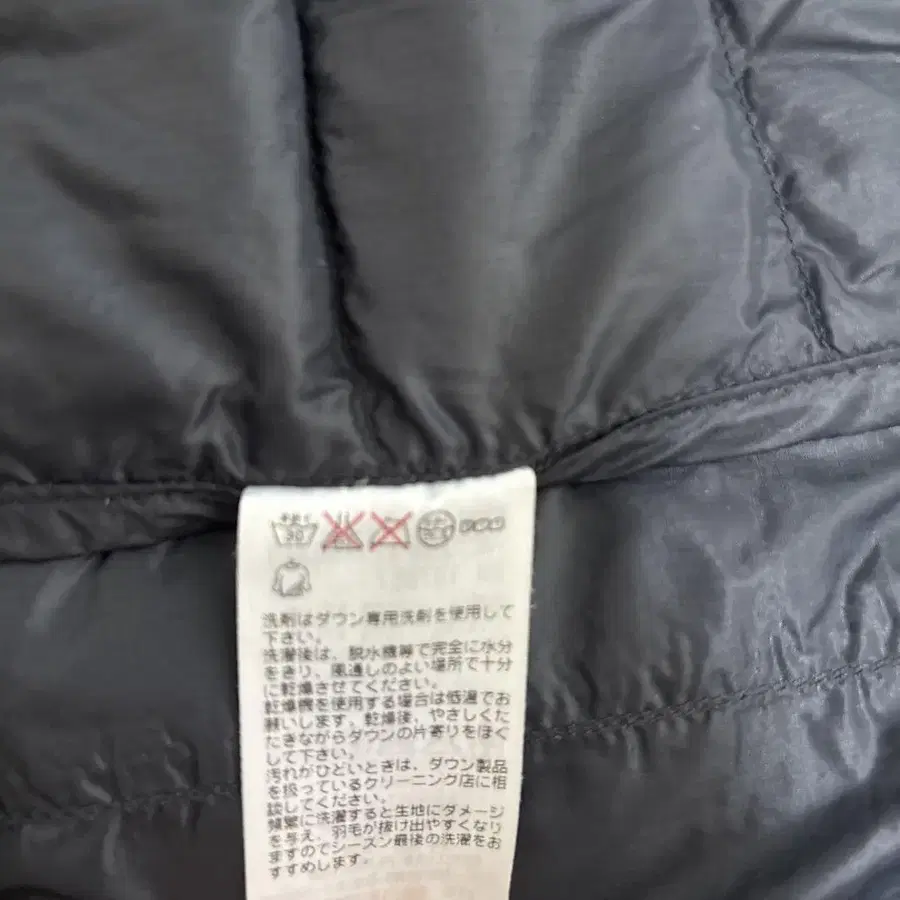 手洗イ
30
洗剤はダウン専用洗剤を使用して
下さい。
洗濯後は、脱水機等で完全に水分
をきり、風通しのよい場所で十分
に乾燥させてください。
乾燥機を使用する場合は低温でお
願いします。乾燥後、やさしくた
たきながらダウンの片寄りをほぐ
して下さい。
汚れがひどいときは、ダウン製品
を扱っているクリーニング店に相
談してください。
頻繁に洗濯すると生地にダメージ
を与え、羽毛が抜け出やすくなり
ますのでシーズン最後の洗濯をお
すすめします。